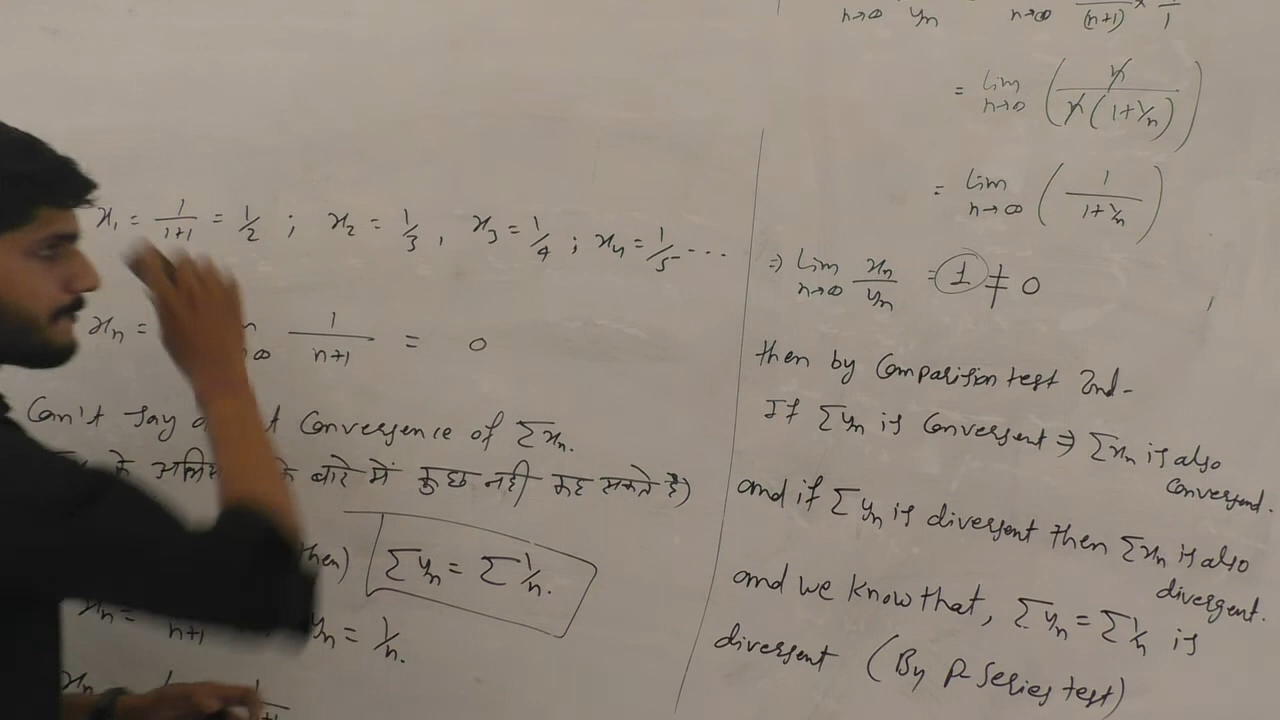 x₁ = 1/1+1 = 1/2 ; x₂ = 1/3 , x₃ = 1/4 ; x₄ = 1/5 ...
xₙ = 1/n+1 = 0
Can't say Convergence of Σxₙ.
के बारे में कुछ नही कह सकते है)
then) Σyₙ = Σ1/n.
xₙ = n+1 yₙ = 1/n.
xₙ
n→∞ yₙ n→∞ (n+1) × 1
= lim n→∞ (n / n(1+1/n))
= lim n→∞ (1 / 1+1/n)
⇒ lim n→∞ xₙ/yₙ = 1 ≠ 0
then by Comparision test 2nd-
If Σyₙ is Convergent ⇒ Σxₙ is also
Convergent.
and if Σyₙ is divergent then Σxₙ is also
divergent.
and we know that, Σyₙ = Σ1/n is
divergent (By P-Series test)